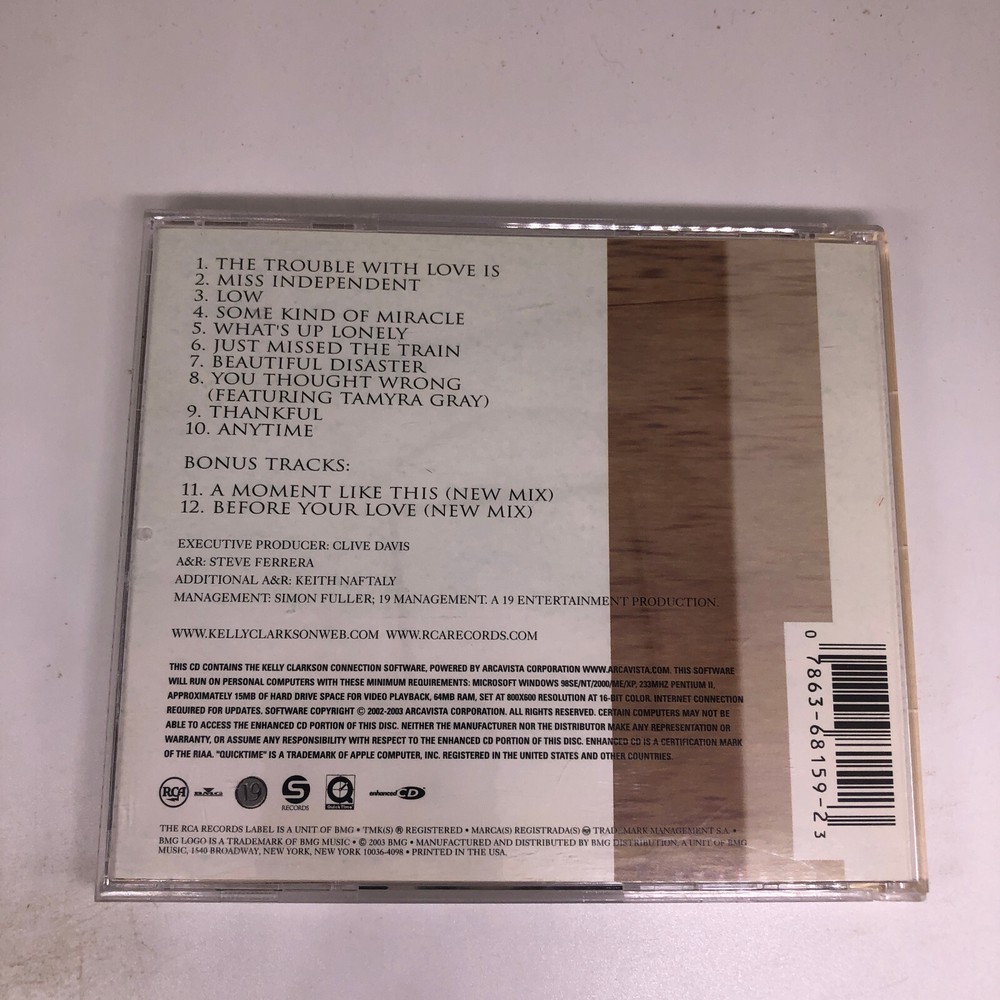 1. THE TROUBLE WITH LOVE IS
2. MISS INDEPENDENT
3. LOW
4. SOME KIND OF MIRACLE
5. WHAT'S UP LONELY
6. JUST MISSED THE TRAIN
7. BEAUTIFUL DISASTER
8. YOU THOUGHT WRONG
(FEATURING TAMYRA GRAY)
9. THANKFUL
10. ANYTIME
BONUS TRACKS:
11. A MOMENT LIKE THIS (NEW MIX)
12. BEFORE YOUR LOVE (NEW MIX)
EXECUTIVE PRODUCER: CLIVE DAVIS
A&R: STEVE FERRERA
ADDITIONAL A&R: KEITH NAFTALY
MANAGEMENT: SIMON FULLER; 19 MANAGEMENT. A 19 ENTERTAINMENT PRODUCTION.
WWW.KELLYCLARKSONWEB.COM WWW.RCARECORDS.COM
THIS CD CONTAINS THE KELLY CLARKSON CONNECTION SOFTWARE, POWERED BY ARCAVISTA CORPORATION WWW.ARCAVISTA.COM. THIS SOFTWARE
WILL RUN ON PERSONAL COMPUTERS WITH THESE MINIMUM REQUIREMENTS: MICROSOFT WINDOWS 98SE/NT/2000/ME/XP, 233MHZ PENTIUM II,
APPROXIMATELY 15MB OF HARD DRIVE SPACE FOR VIDEO PLAYBACK, 64MB RAM, SET AT 800X600 RESOLUTION AT 16-BIT COLOR. INTERNET CONNECTION
REQUIRED FOR UPDATES. SOFTWARE COPYRIGHT © 2002-2003 ARCAVISTA CORPORATION. ALL RIGHTS RESERVED. CERTAIN COMPUTERS MAY NOT BE
ABLE TO ACCESS THE ENHANCED CD PORTION OF THIS DISC. NEITHER THE MANUFACTURER NOR THE DISTRIBUTOR MAKE ANY REPRESENTATION OR
WARRANTY, OR ASSUME ANY RESPONSIBILITY WITH RESPECT TO THE ENHANCED CD PORTION OF THIS DISC. ENHANCED CD IS A CERTIFICATION MARK
OF THE RIAA. "QUICKTIME" IS A TRADEMARK OF APPLE COMPUTER, INC. REGISTERED IN THE UNITED STATES AND OTHER COUNTRIES.
RCA BMG 19 S RECORDS QuickTime enhanced CD
THE RCA RECORDS LABEL IS A UNIT OF BMG • TMK(S) ® REGISTERED • MARCA(S) REGISTRADA(S) ® TRADEMARK MANAGEMENT S.A. •
BMG LOGO IS A TRADEMARK OF BMG MUSIC • © 2003 BMG • MANUFACTURED AND DISTRIBUTED BY BMG DISTRIBUTION, A UNIT OF BMG
MUSIC, 1540 BROADWAY, NEW YORK, NEW YORK 10036-4098 • PRINTED IN THE USA.
0 7863-68159-2 3